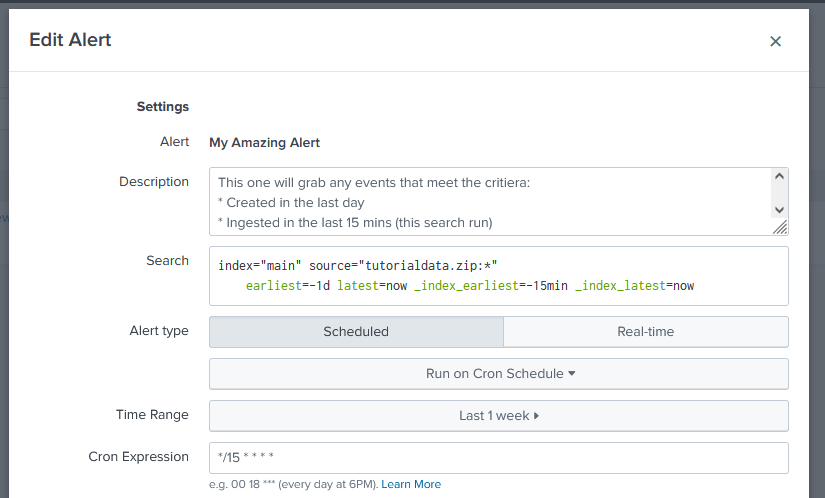 Edit Alert
×
Settings
Alert My Amazing Alert
Description This one will grab any events that meet the critiera:
* Created in the last day
* Ingested in the last 15 mins (this search run)
Search index="main" source="tutorialdata.zip:*"
earliest=-1d latest=now _index_earliest=-15min _index_latest=now
Alert type Scheduled Real-time
Run on Cron Schedule
Time Range Last 1 week
Cron Expression */15 * * * *
e.g. 00 18 *** (every day at 6PM). Learn More